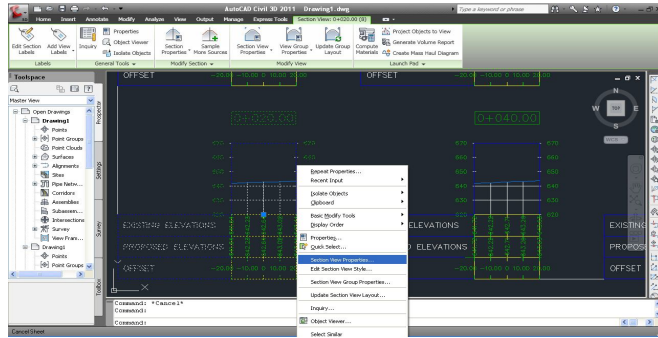 AutoCAD Civil 3D 2011 Drawing1.dwg
Type a keyword or phrase
Home Insert Annotate Modify Analyze View Output Manage Express Tools Section View: 0+020.00 (8)
Edit Section Labels
Add View Labels
Inquiry
Properties
Object Viewer
Isolate Objects
Section Properties
Sample More Sources
Section View Properties
View Group Properties
Update Group Layout
Compute Materials
Project Objects to View
Generate Volume Report
Create Mass Haul Diagram
Labels
General Tools
Modify Section
Modify View
Launch Pad
Toolspace
Master View
Open Drawings
Drawing1
Points
Point Groups
Point Clouds
Surfaces
Alignments
Sites
Pipe Netw...
Corridors
Assemblies
Subassem...
Intersections
Survey
View Fram...
Drawing1
Points
Point Groups
Prospector
Settings
Survey
Toolbox
OFFSET
OFFSET
0+020.00
0+040.00
N
W
TOP
E
S
WCS
EXISTING ELEVATIONS
ELEVATIONS
EXISTING
PROPOSED ELEVATIONS
D ELEVATIONS
PROPOS
OFFSET
OFFSET
Repeat Properties...
Recent Input
Isolate Objects
Clipboard
Basic Modify Tools
Display Order
Properties...
Quick Select...
Section View Properties...
Edit Section View Style...
Section View Group Properties...
Update Section View Layout...
Inquiry...
Object Viewer...
Select Similar
Command: *Cancel*
Command:
Command:
Cancel Sheet